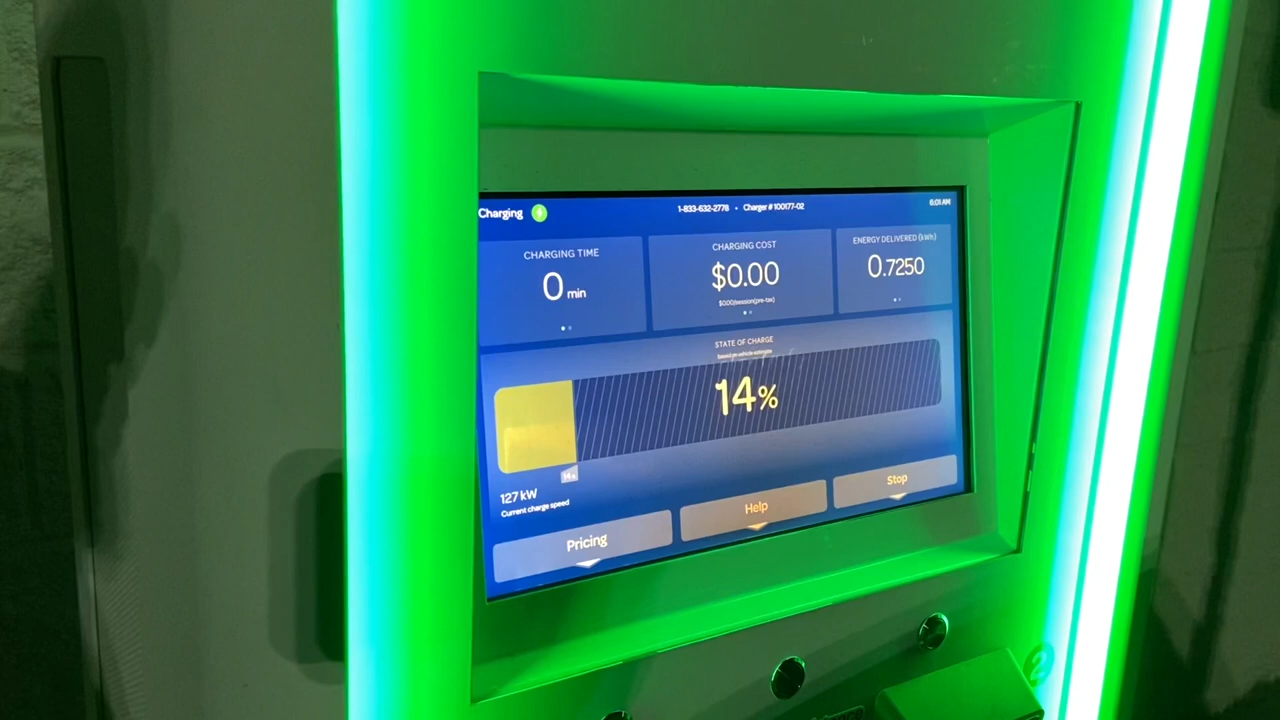 Charging
1-833-632-2778 • Charger # 100177-02
6:01 AM
CHARGING TIME
0 min
CHARGING COST
$0.00
$0.00/session(pre-tax)
ENERGY DELIVERED (kWh)
0.7250
STATE OF CHARGE
based on vehicle estimate
14%
14%
127 kW
Current charge speed
Pricing
Help
Stop
2